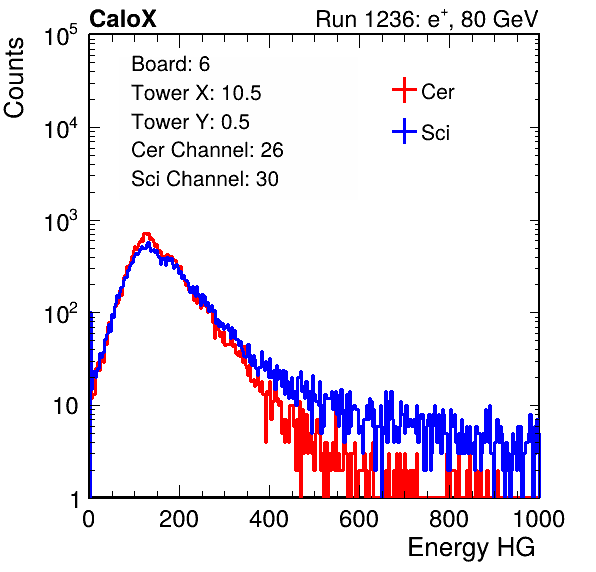 CaloX Run 1236: e⁺, 80 GeV
Counts
10⁵
10⁴
10³
10²
10
1
Board: 6
Tower X: 10.5
Tower Y: 0.5
Cer Channel: 26
Sci Channel: 30
Cer
Sci
0 200 400 600 800 1000
Energy HG